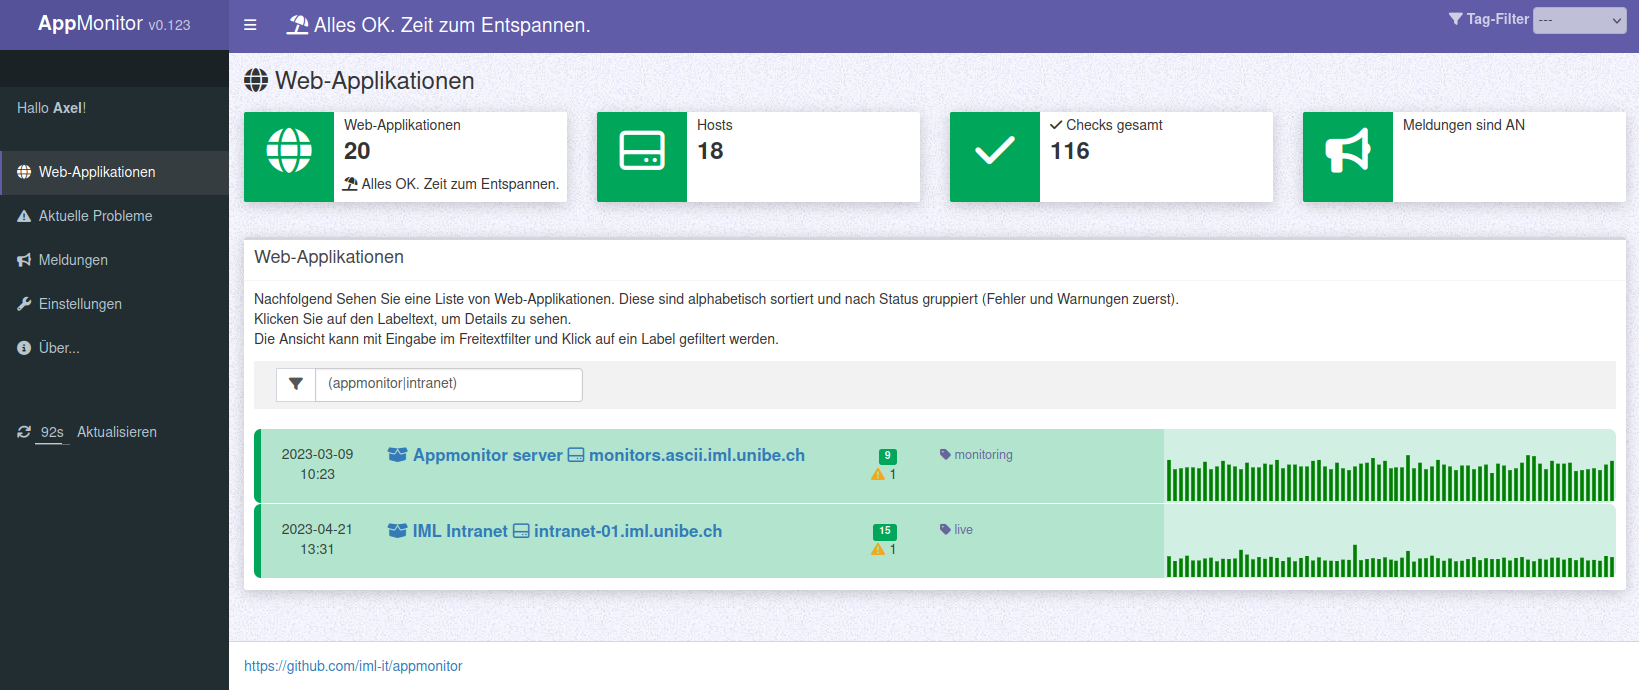 AppMonitor v0.123
Alles OK. Zeit zum Entspannen.
Tag-Filter ---
Hallo Axel!
Web-Applikationen
Aktuelle Probleme
Meldungen
Einstellungen
Über...
92s Aktualisieren
Web-Applikationen
Web-Applikationen
20
Alles OK. Zeit zum Entspannen.
Hosts
18
Checks gesamt
116
Meldungen sind AN
Web-Applikationen
Nachfolgend Sehen Sie eine Liste von Web-Applikationen. Diese sind alphabetisch sortiert und nach Status gruppiert (Fehler und Warnungen zuerst).
Klicken Sie auf den Labeltext, um Details zu sehen.
Die Ansicht kann mit Eingabe im Freitextfilter und Klick auf ein Label gefiltert werden.
(appmonitor|intranet)
2023-03-09 Appmonitor server monitors.ascii.iml.unibe.ch 9 monitoring
10:23 1
2023-04-21 IML Intranet intranet-01.iml.unibe.ch 15 live
13:31 1
https://github.com/iml-it/appmonitor